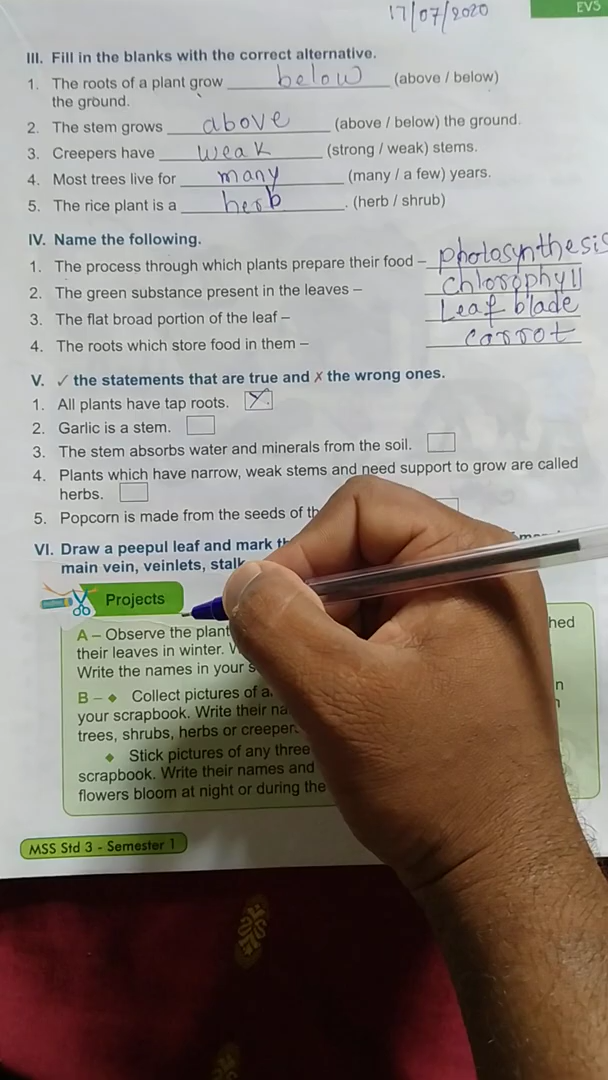 17/07/2020
EVS
III. Fill in the blanks with the correct alternative.
1. The roots of a plant grow below (above / below)
the ground.
2. The stem grows above (above / below) the ground.
3. Creepers have weak (strong / weak) stems.
4. Most trees live for many (many / a few) years.
5. The rice plant is a herb. (herb / shrub)
IV. Name the following.
1. The process through which plants prepare their food – photosynthesis
2. The green substance present in the leaves – chlorophyll
3. The flat broad portion of the leaf – Leaf blade
4. The roots which store food in them – carrot
V. ✓ the statements that are true and ✗ the wrong ones.
1. All plants have tap roots. ✗
2. Garlic is a stem.
3. The stem absorbs water and minerals from the soil.
4. Plants which have narrow, weak stems and need support to grow are called
herbs.
5. Popcorn is made from the seeds of
VI. Draw a peepul leaf and mark
main vein, veinlets, stalk
Projects
A – Observe the
their leaves in winter.
Write the names in your
B – ◆ Collect pictures of
your scrapbook. Write their
trees, shrubs, herbs or
◆ Stick pictures of any three
scrapbook. Write their names and
flowers bloom at night or during the
MSS Std 3 - Semester 1